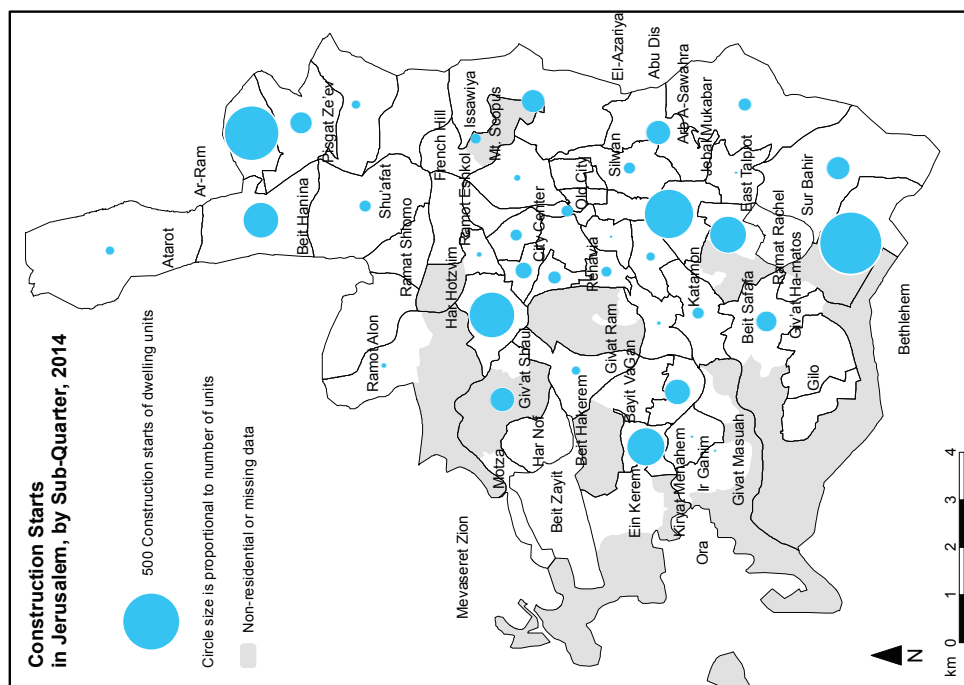 Construction Starts
in Jerusalem, by Sub-Quarter, 2014
500 Construction starts of dwelling units
Circle size is proportional to number of units
Non-residential or missing data
Atarot
Ar-Ram
Beit Hanina
Pisgat Ze'ev
Ramot Alon
Shu'afat
Ramat Shlomo
French Hill
Har Hotzvim
Ramot Eshkol
Issawiya
Mevaseret Zion
Mt. Scopus
Motza
Giv'at Shaul
Har Nof
City Center
Beit Zayit
Beit Hakerem
Old City
Rehavia
Givat Ram
Silwan
El-Azariya
Ein Kerem
Bayit VaGan
Abu Dis
Kiryat Menahem
Katamon
Arb A-Sawahra
Ora
Ir Ganim
Jsbal Mukabar
Givat Masuah
Beit Safafa
East Talpiot
Ramat Rachel
Giv'at Ha-matos
Sur Bahir
Gilo
Bethlehem
N
km 0 1 2 3 4